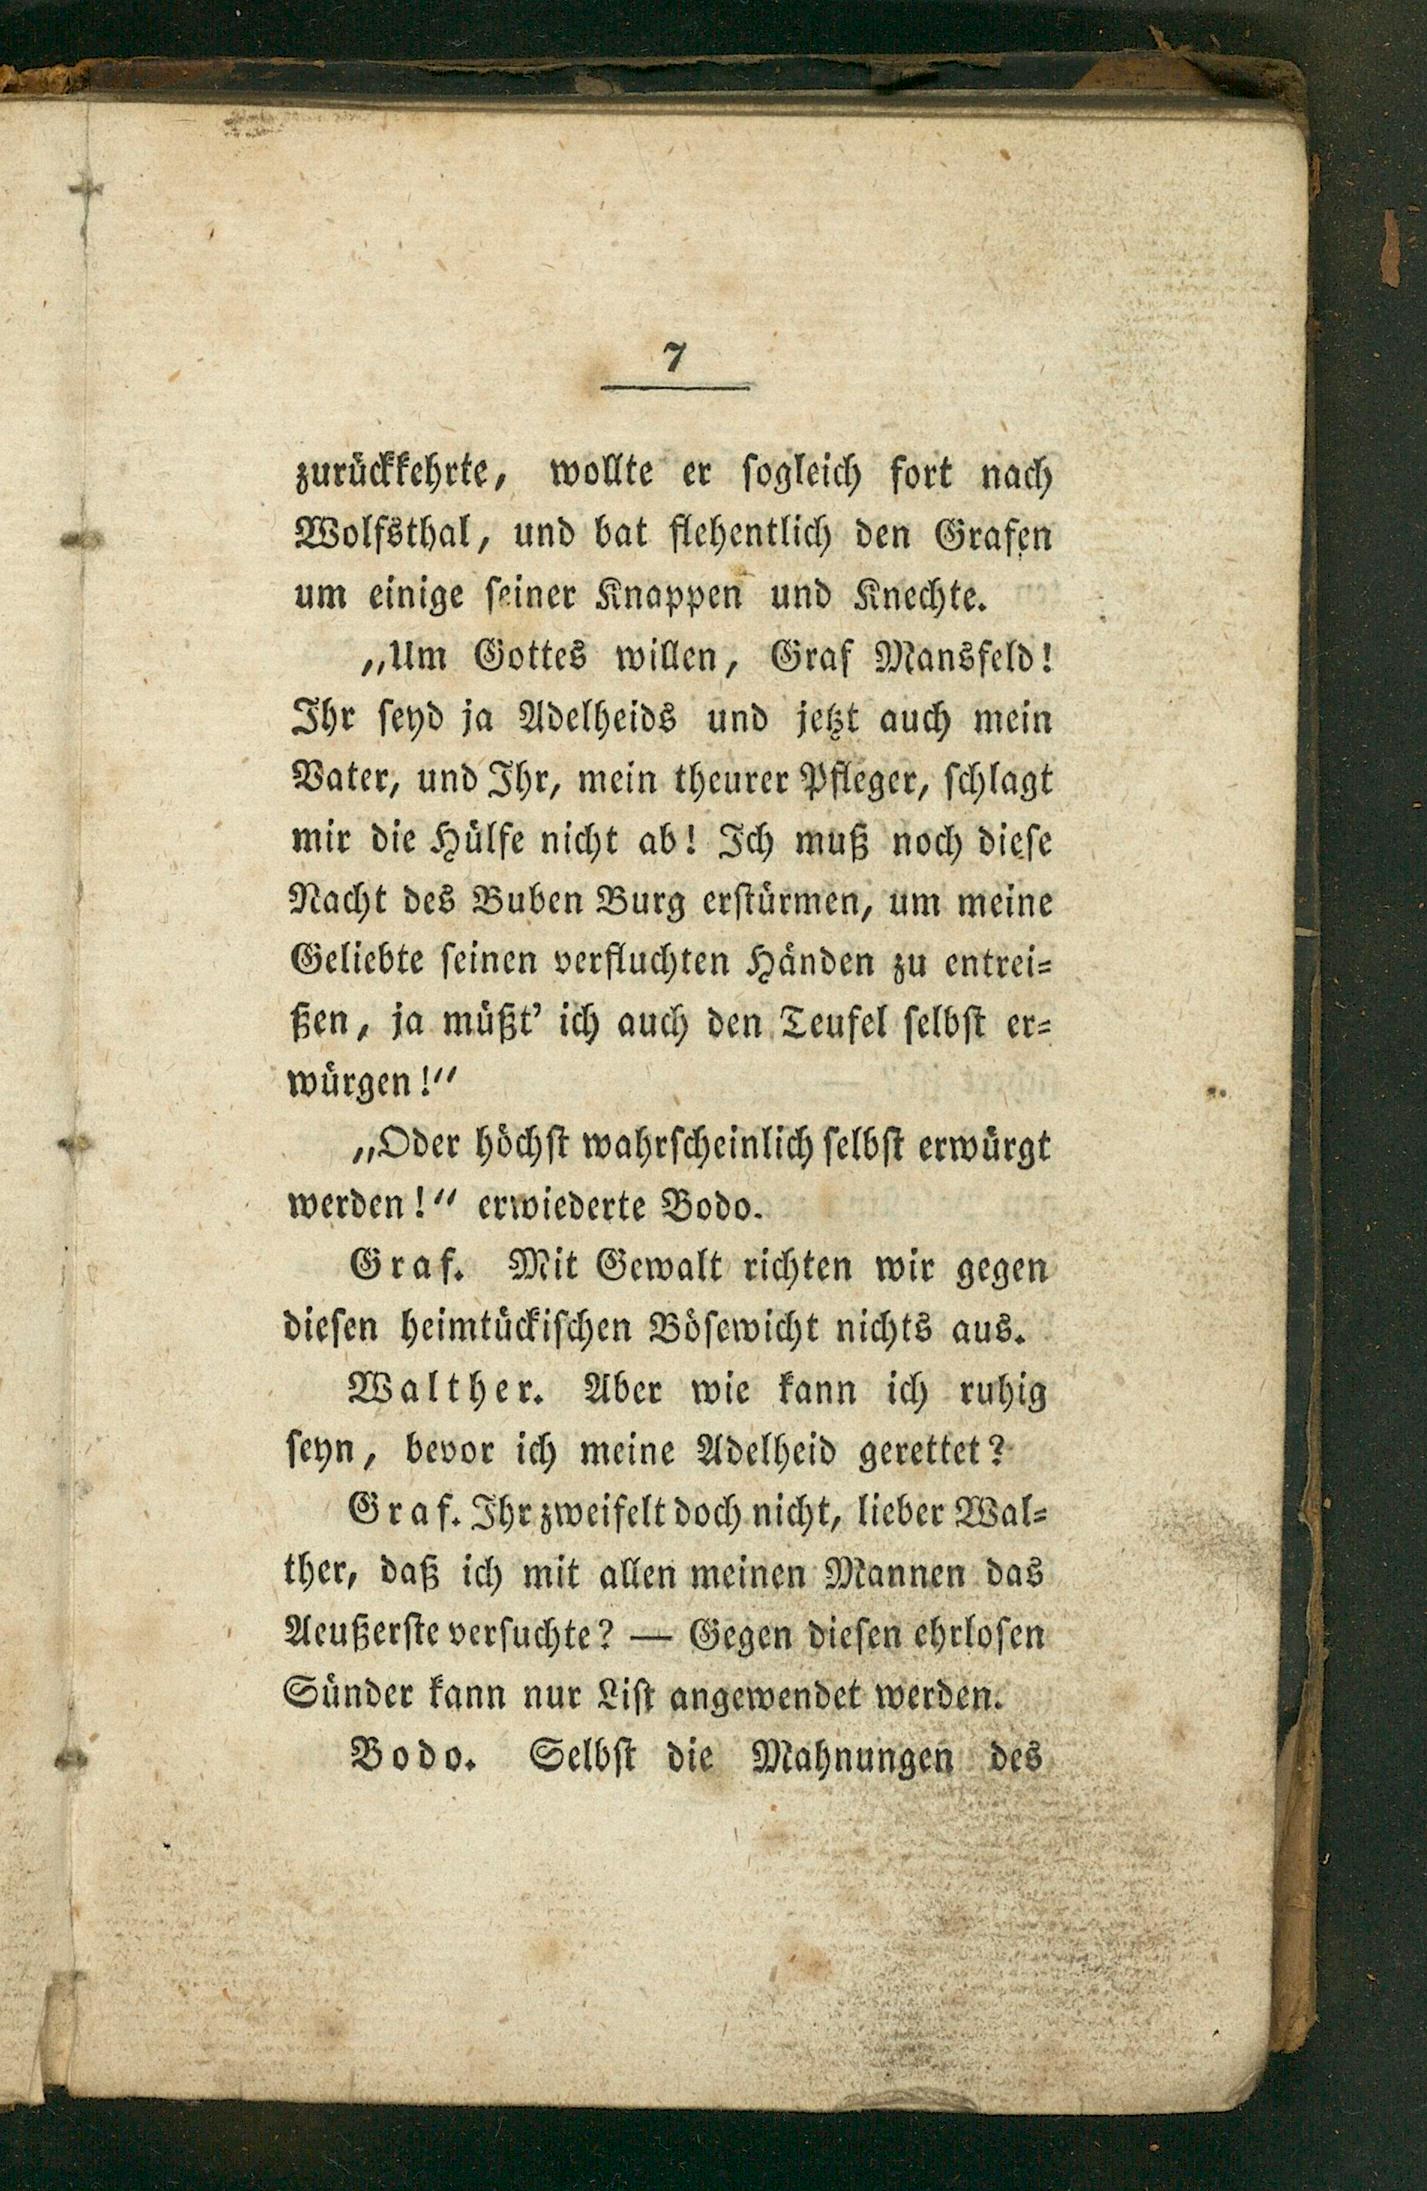 7
zurückkehrte, wollte er sogleich fort nach
Wolfsthal, und bat flehentlich den Grafen
um einige seiner Knappen und Knechte.
„Um Gottes willen, Graf Mansfeld!
Ihr seyd ja Adelheids und jetzt auch mein
Vater, und Ihr, mein theurer Pfleger, schlagt
mir die Hülfe nicht ab! Ich muß noch diese
Nacht des Buben Burg erstürmen, um meine
Geliebte seinen verfluchten Händen zu entrei=
ßen, ja müßt’ ich auch den Teufel selbst er=
würgen!“
„Oder höchst wahrscheinlich selbst erwürgt
werden!“ erwiederte Bodo.
Graf. Mit Gewalt richten wir gegen
diesen heimtückischen Bösewicht nichts aus.
Walther. Aber wie kann ich ruhig
seyn, bevor ich meine Adelheid gerettet?
Graf. Ihr zweifelt doch nicht, lieber Wal=
ther, daß ich mit allen meinen Mannen das
Aeußerste versuchte? — Gegen diesen ehrlosen
Sünder kann nur List angewendet werden.
Bodo. Selbst die Mahnungen des